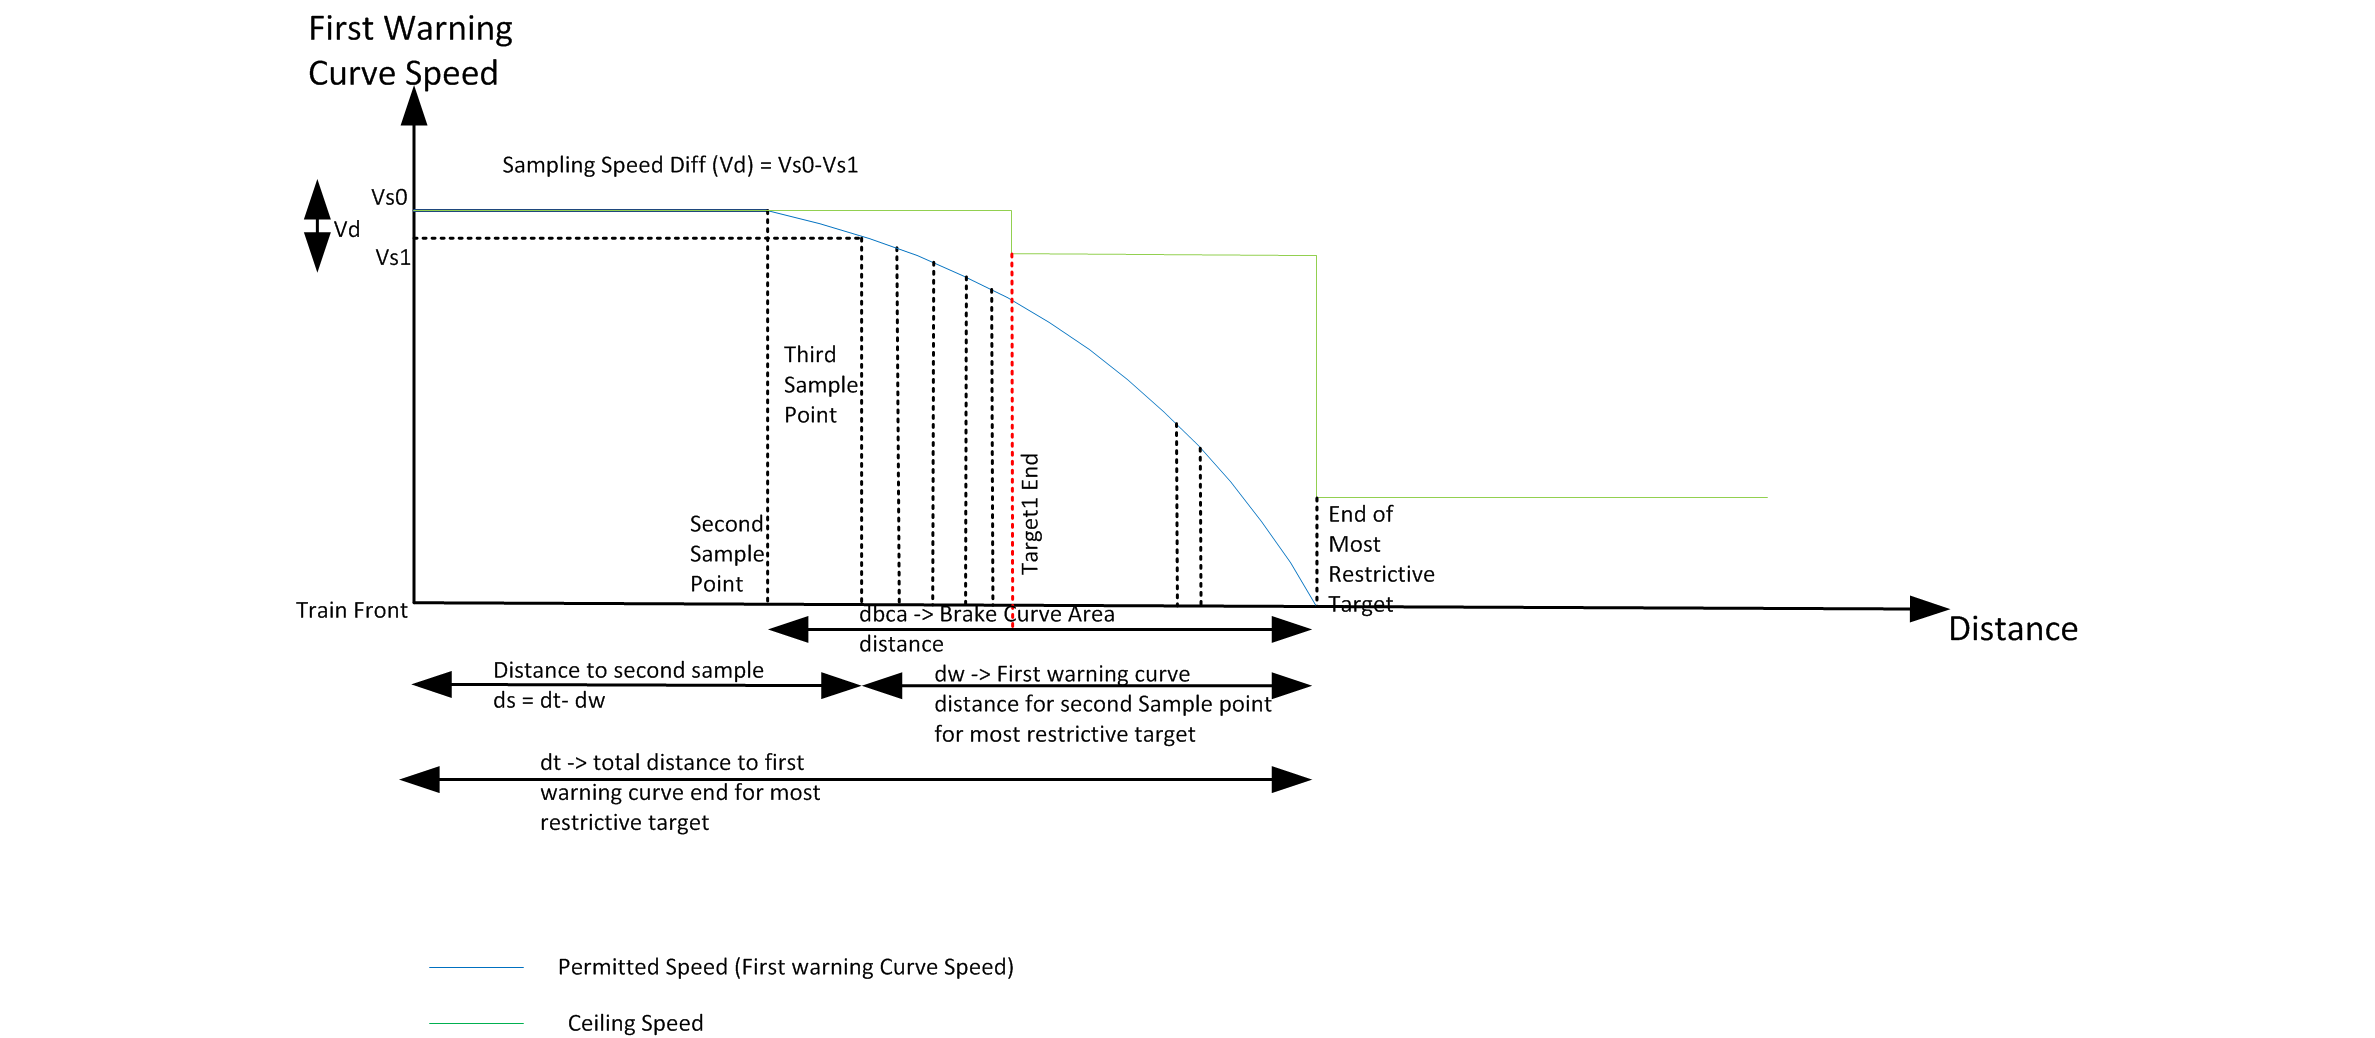 First Warning
Curve Speed
Sampling Speed Diff (Vd) = Vs0-Vs1
Vs0
Vd
Vs1
Third
Sample
Point
Target1 End
Second
Sample
Point
End of
Most
Restrictive
Target
Train Front
Distance
dbca -> Brake Curve Area
distance
Distance to second sample
ds = dt- dw
dw -> First warning curve
distance for second Sample point
for most restrictive target
dt -> total distance to first
warning curve end for most
restrictive target
Permitted Speed (First warning Curve Speed)
Ceiling Speed